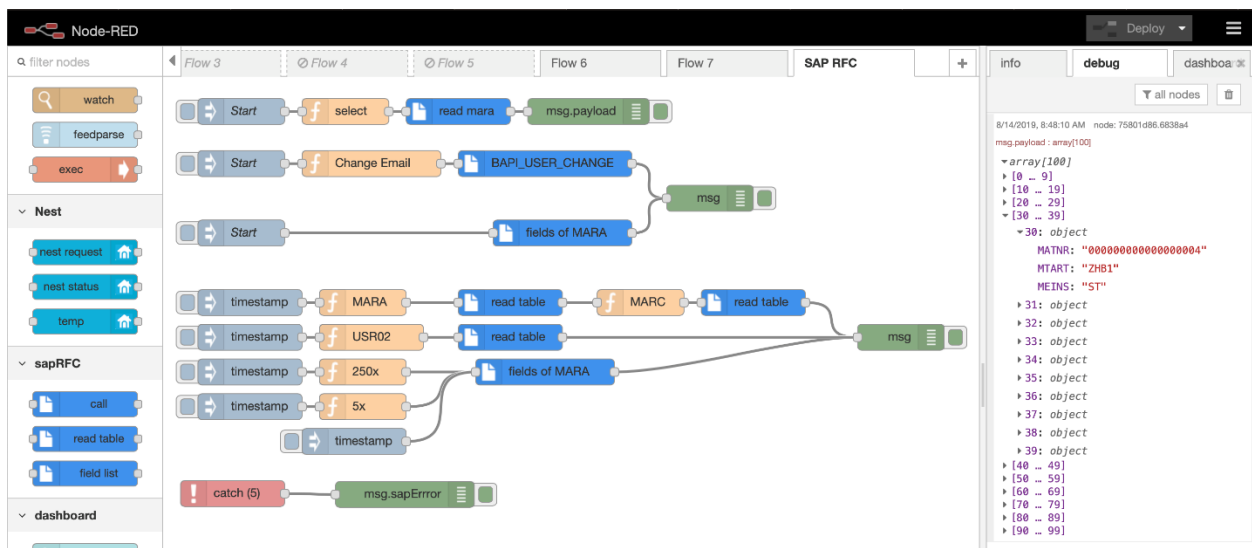 Node-RED
Deploy
filter nodes
watch
feedparse
exec
Nest
nest request
nest status
temp
sapRFC
call
read table
field list
dashboard
Flow 3
Flow 4
Flow 5
Flow 6
Flow 7
SAP RFC
+
Start
select
read mara
msg.payload
Start
Change Email
BAPI_USER_CHANGE
msg
Start
fields of MARA
timestamp
MARA
read table
MARC
read table
timestamp
USR02
read table
msg
timestamp
250x
fields of MARA
timestamp
5x
timestamp
catch (5)
msg.sapErrror
info
debug
dashboar
all nodes
8/14/2019, 8:48:10 AM node: 75801d86.6838a4
msg.payload : array[100]
array[100]
[0 … 9]
[10 … 19]
[20 … 29]
[30 … 39]
30: object
MATNR: "000000000000000004"
MTART: "ZHB1"
MEINS: "ST"
31: object
32: object
33: object
34: object
35: object
36: object
37: object
38: object
39: object
[40 … 49]
[50 … 59]
[60 … 69]
[70 … 79]
[80 … 89]
[90 … 99]